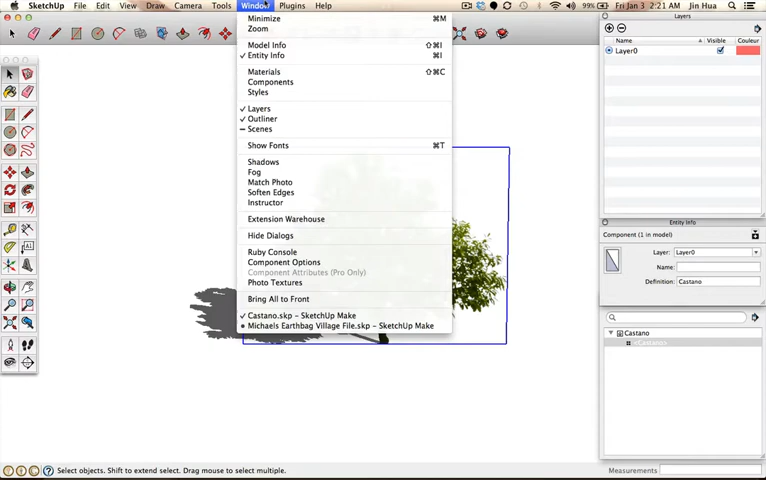 SketchUp File Edit View Draw Camera Tools Window Plugins Help 99% Fri Jan 3 2:21 AM Jin Hua
Minimize ⌘M
Zoom
Model Info ⇧⌘I
✓ Entity Info ⌘I
Materials ⇧⌘C
Components
Styles
✓ Layers
✓ Outliner
– Scenes
Show Fonts ⌘T
Shadows
Fog
Match Photo
Soften Edges
Instructor
Extension Warehouse
Hide Dialogs
Ruby Console
Component Options
Component Attributes (Pro Only)
Photo Textures
Bring All to Front
✓ Castano.skp – SketchUp Make
• Michaels Earthbag Village File.skp – SketchUp Make
Layers
Name Visible Couleur
Layer0
Entity Info
Component (1 in model)
Layer: Layer0
Name:
Definition: Castano
Castano
<Castano>
Select objects. Shift to extend select. Drag mouse to select multiple.
Measurements